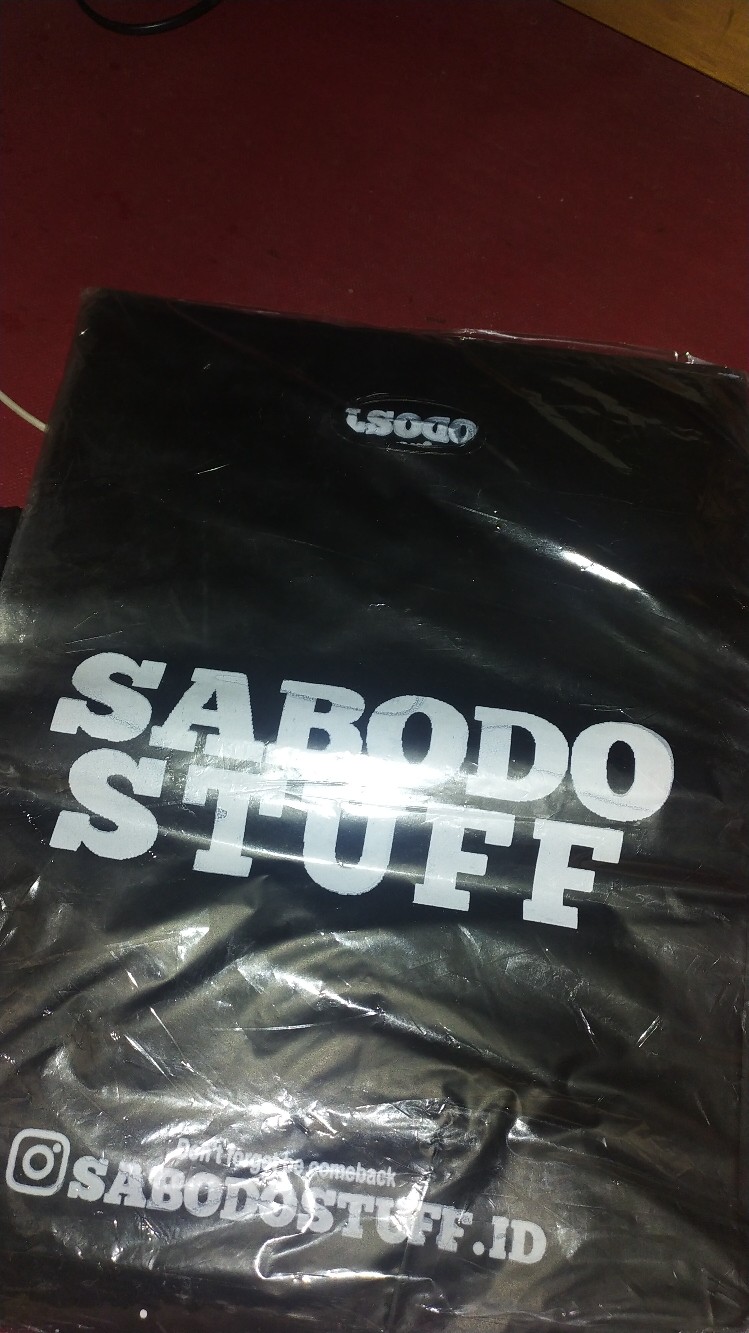 SABODO
STUFF
Don't forget to comeback
SABODOSTUFF.ID